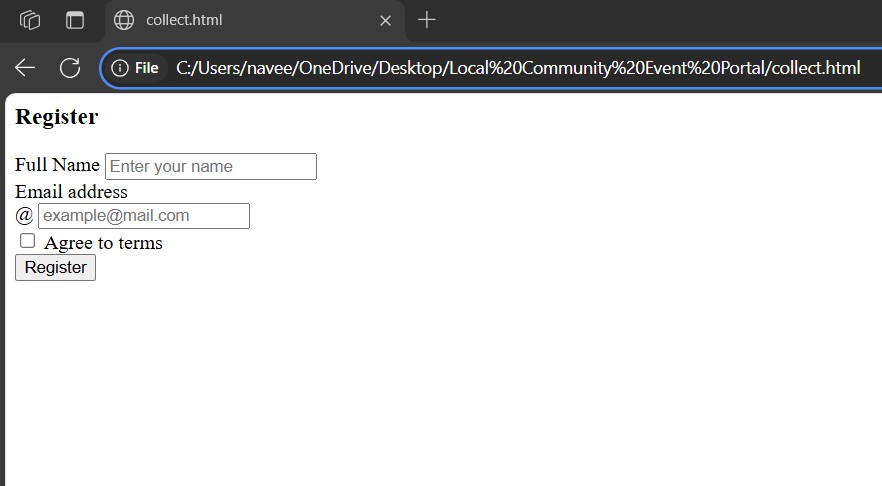 collect.html
File C:/Users/navee/OneDrive/Desktop/Local%20Community%20Event%20Portal/collect.html
Register
Full Name Enter your name
Email address
@ example@mail.com
Agree to terms
Register